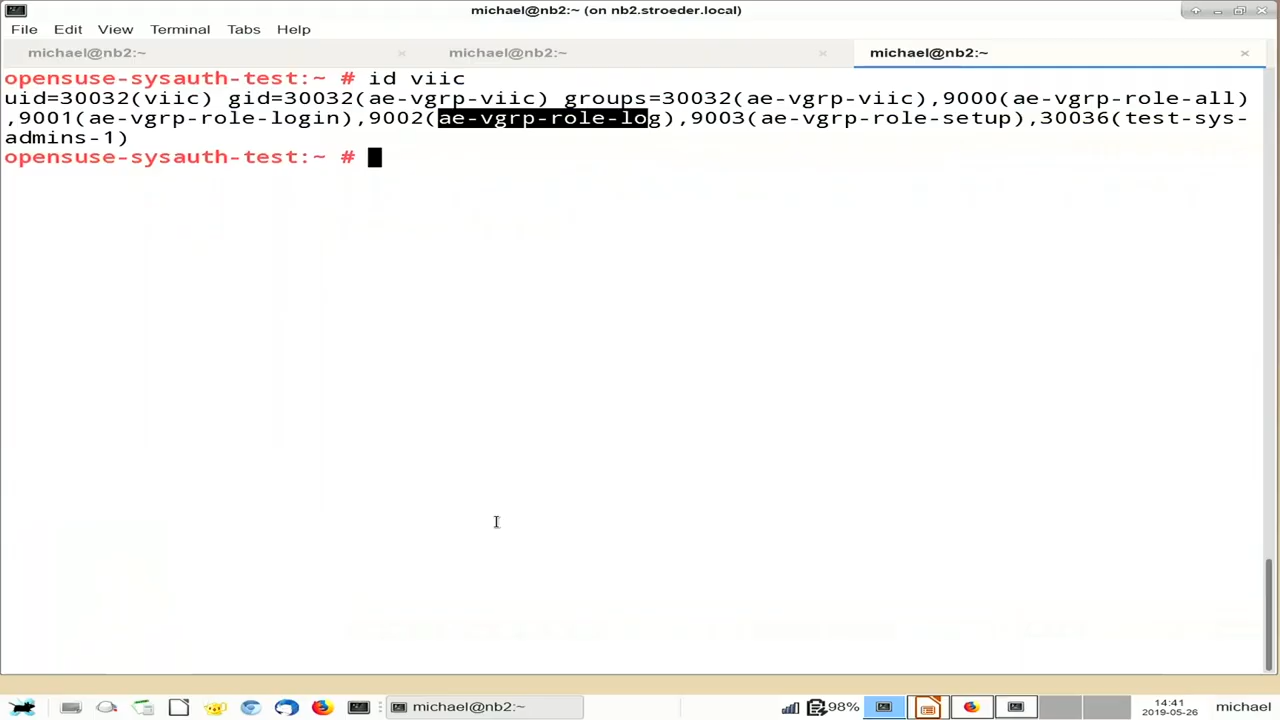 michael@nb2:~ (on nb2.stroeder.local)
File Edit View Terminal Tabs Help
michael@nb2:~ michael@nb2:~ michael@nb2:~
opensuse-sysauth-test:~ # id viic
uid=30032(viic) gid=30032(ae-vgrp-viic) groups=30032(ae-vgrp-viic),9000(ae-vgrp-role-all)
,9001(ae-vgrp-role-login),9002(ae-vgrp-role-log),9003(ae-vgrp-role-setup),30036(test-sys-
admins-1)
opensuse-sysauth-test:~ #
michael@nb2:~ 98% 14:41 michael
2019-05-26